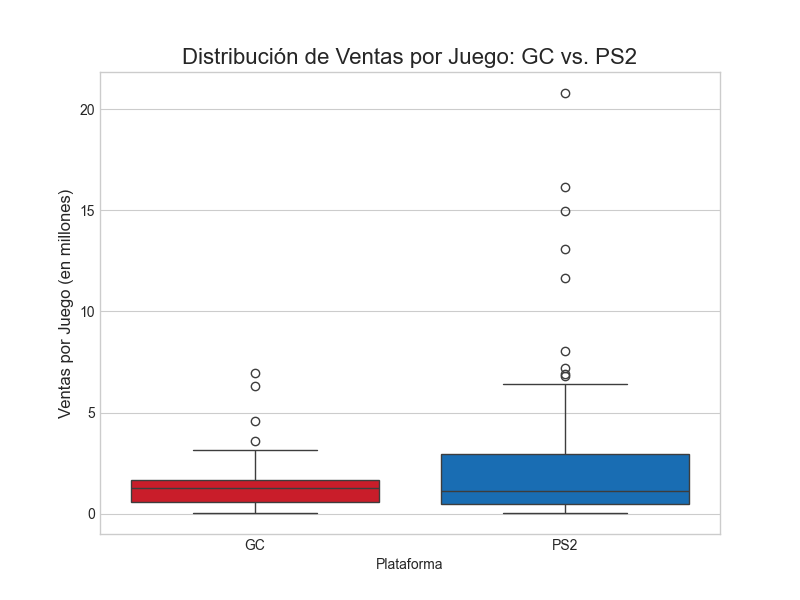 Distribución de Ventas por Juego: GC vs. PS2
Ventas por Juego (en millones)
20
15
10
5
0
GC
PS2
Plataforma